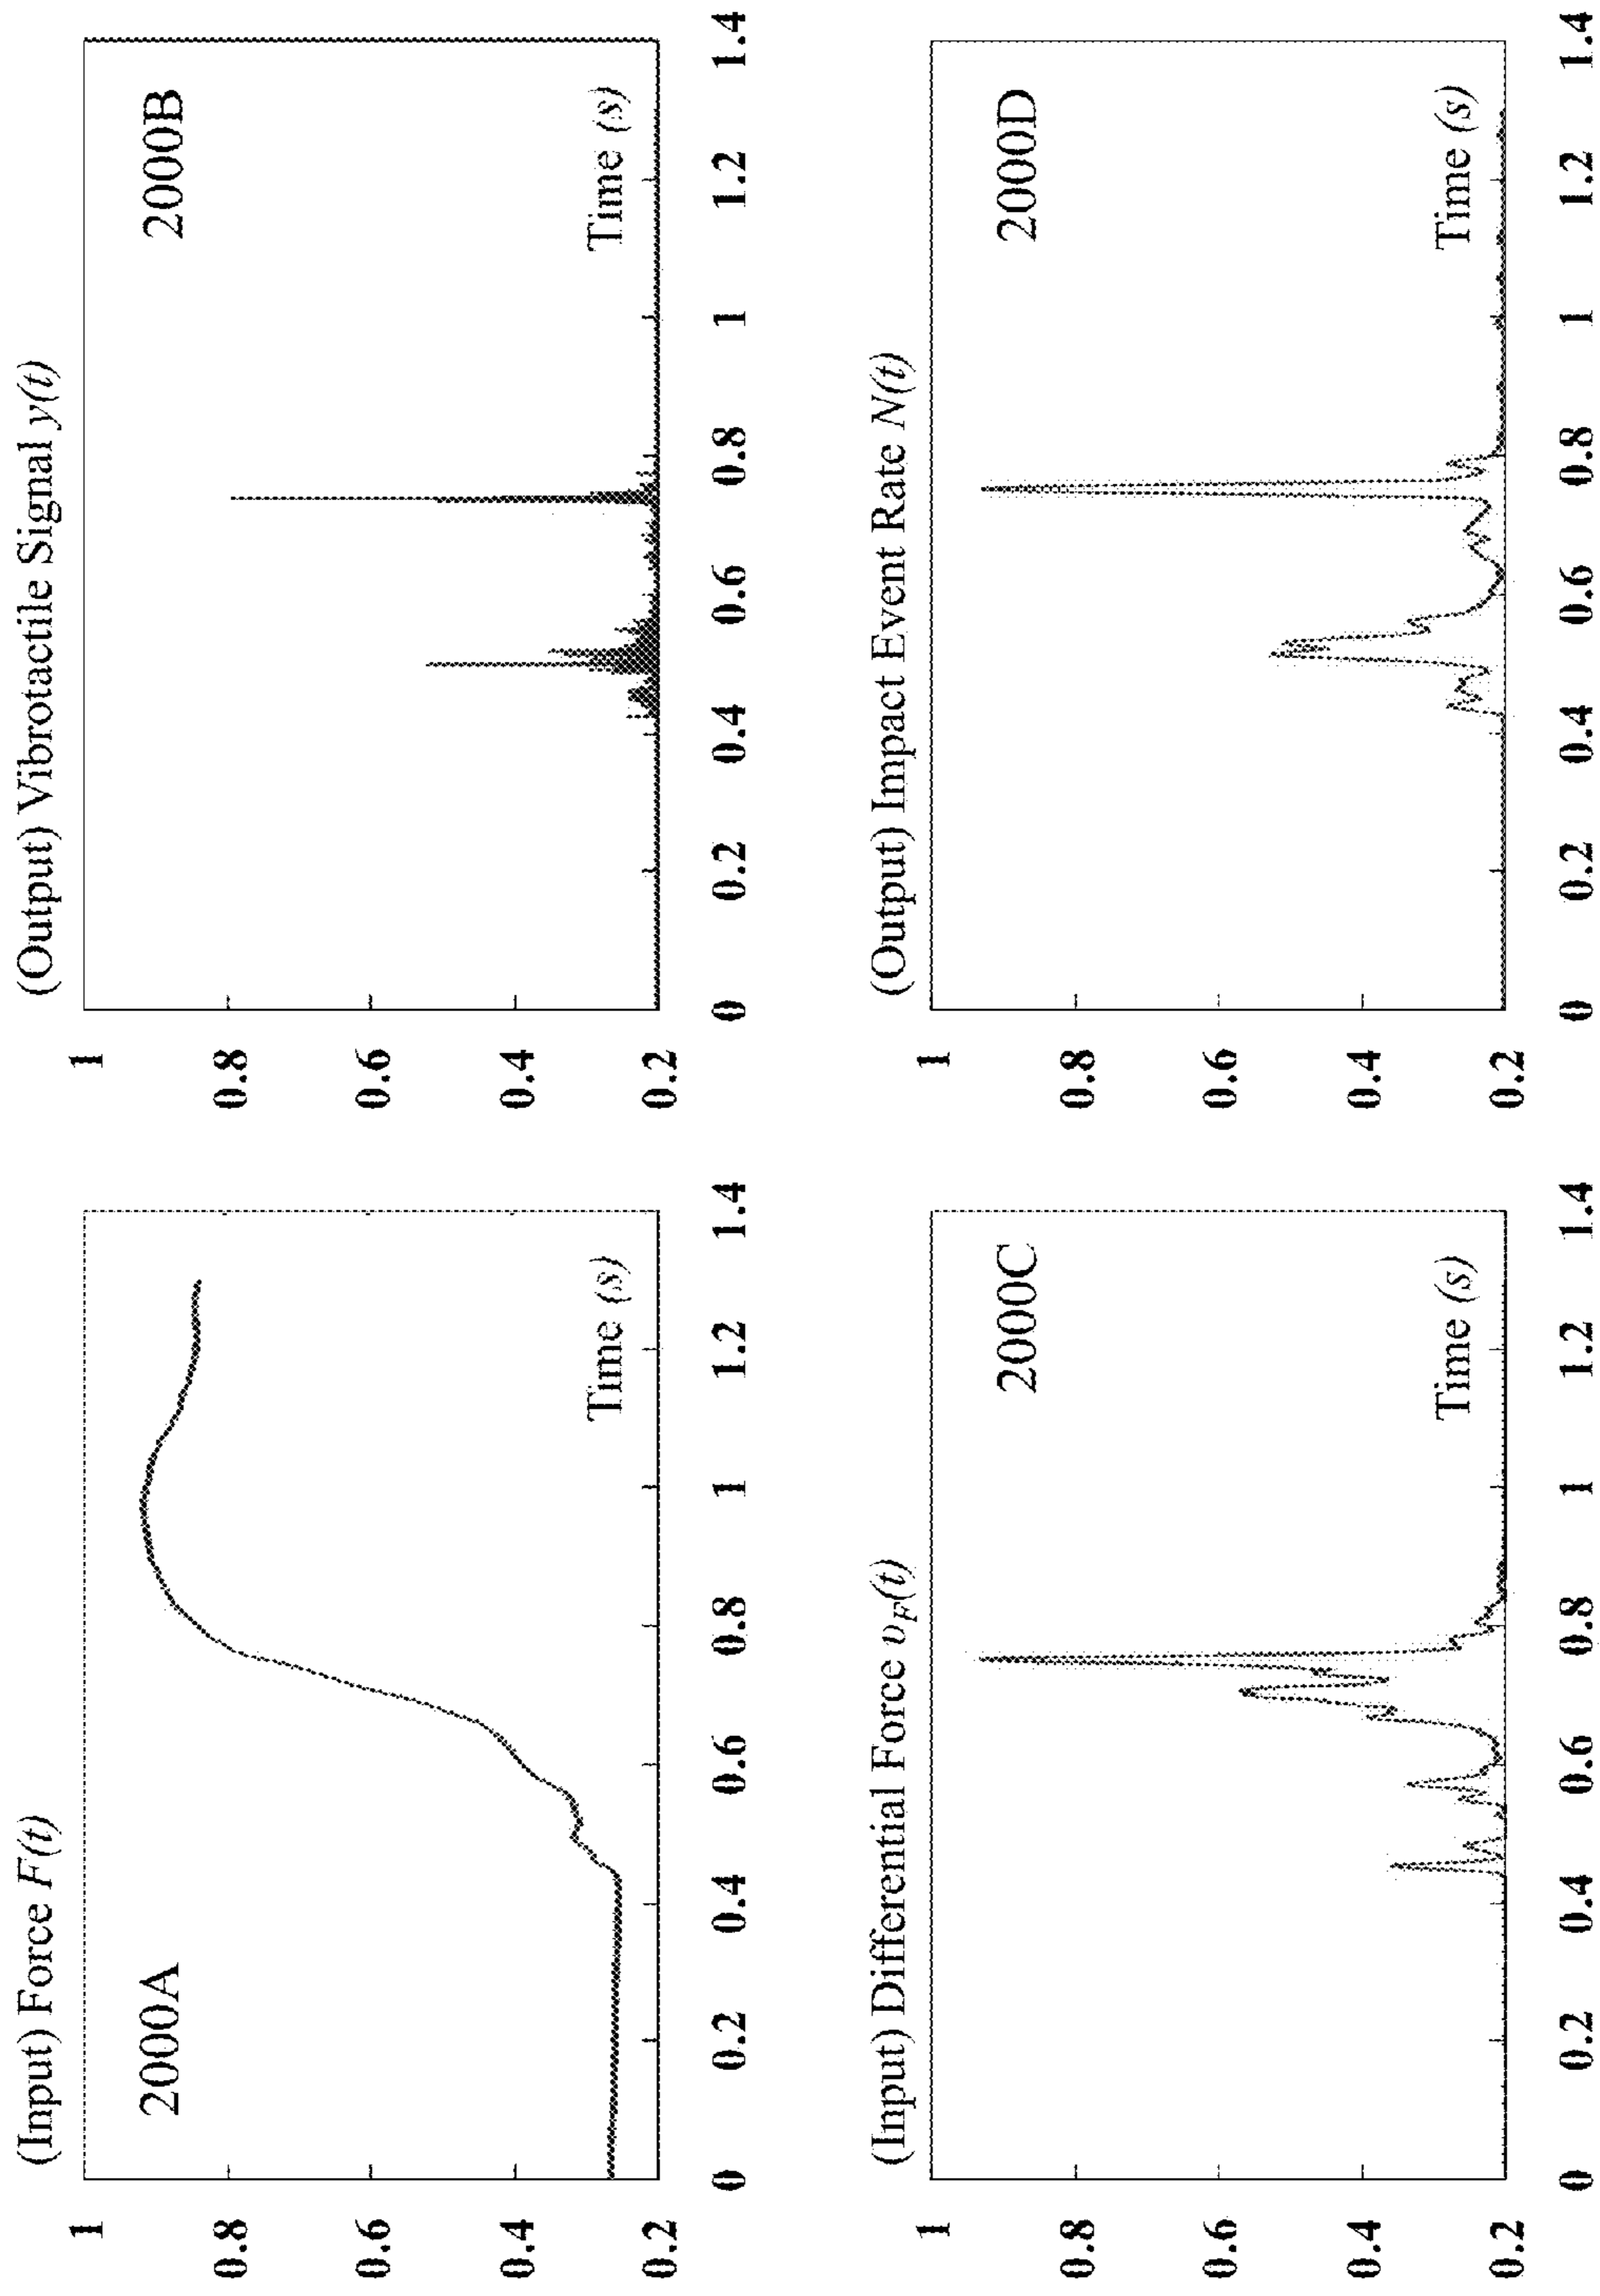 (Input) Force F(t)
2000A
1
0.8
0.6
0.4
0.2
0 0.2 0.4 0.6 0.8 1 1.2 1.4
Time (s)
(Output) Vibrotactile Signal y(t)
2000B
1
0.8
0.6
0.4
0.2
0 0.2 0.4 0.6 0.8 1 1.2 1.4
Time (s)
(Input) Differential Force υF(t)
2000C
1
0.8
0.6
0.4
0.2
0 0.2 0.4 0.6 0.8 1 1.2 1.4
Time (s)
(Output) Impact Event Rate N(t)
2000D
1
0.8
0.6
0.4
0.2
0 0.2 0.4 0.6 0.8 1 1.2 1.4
Time (s)